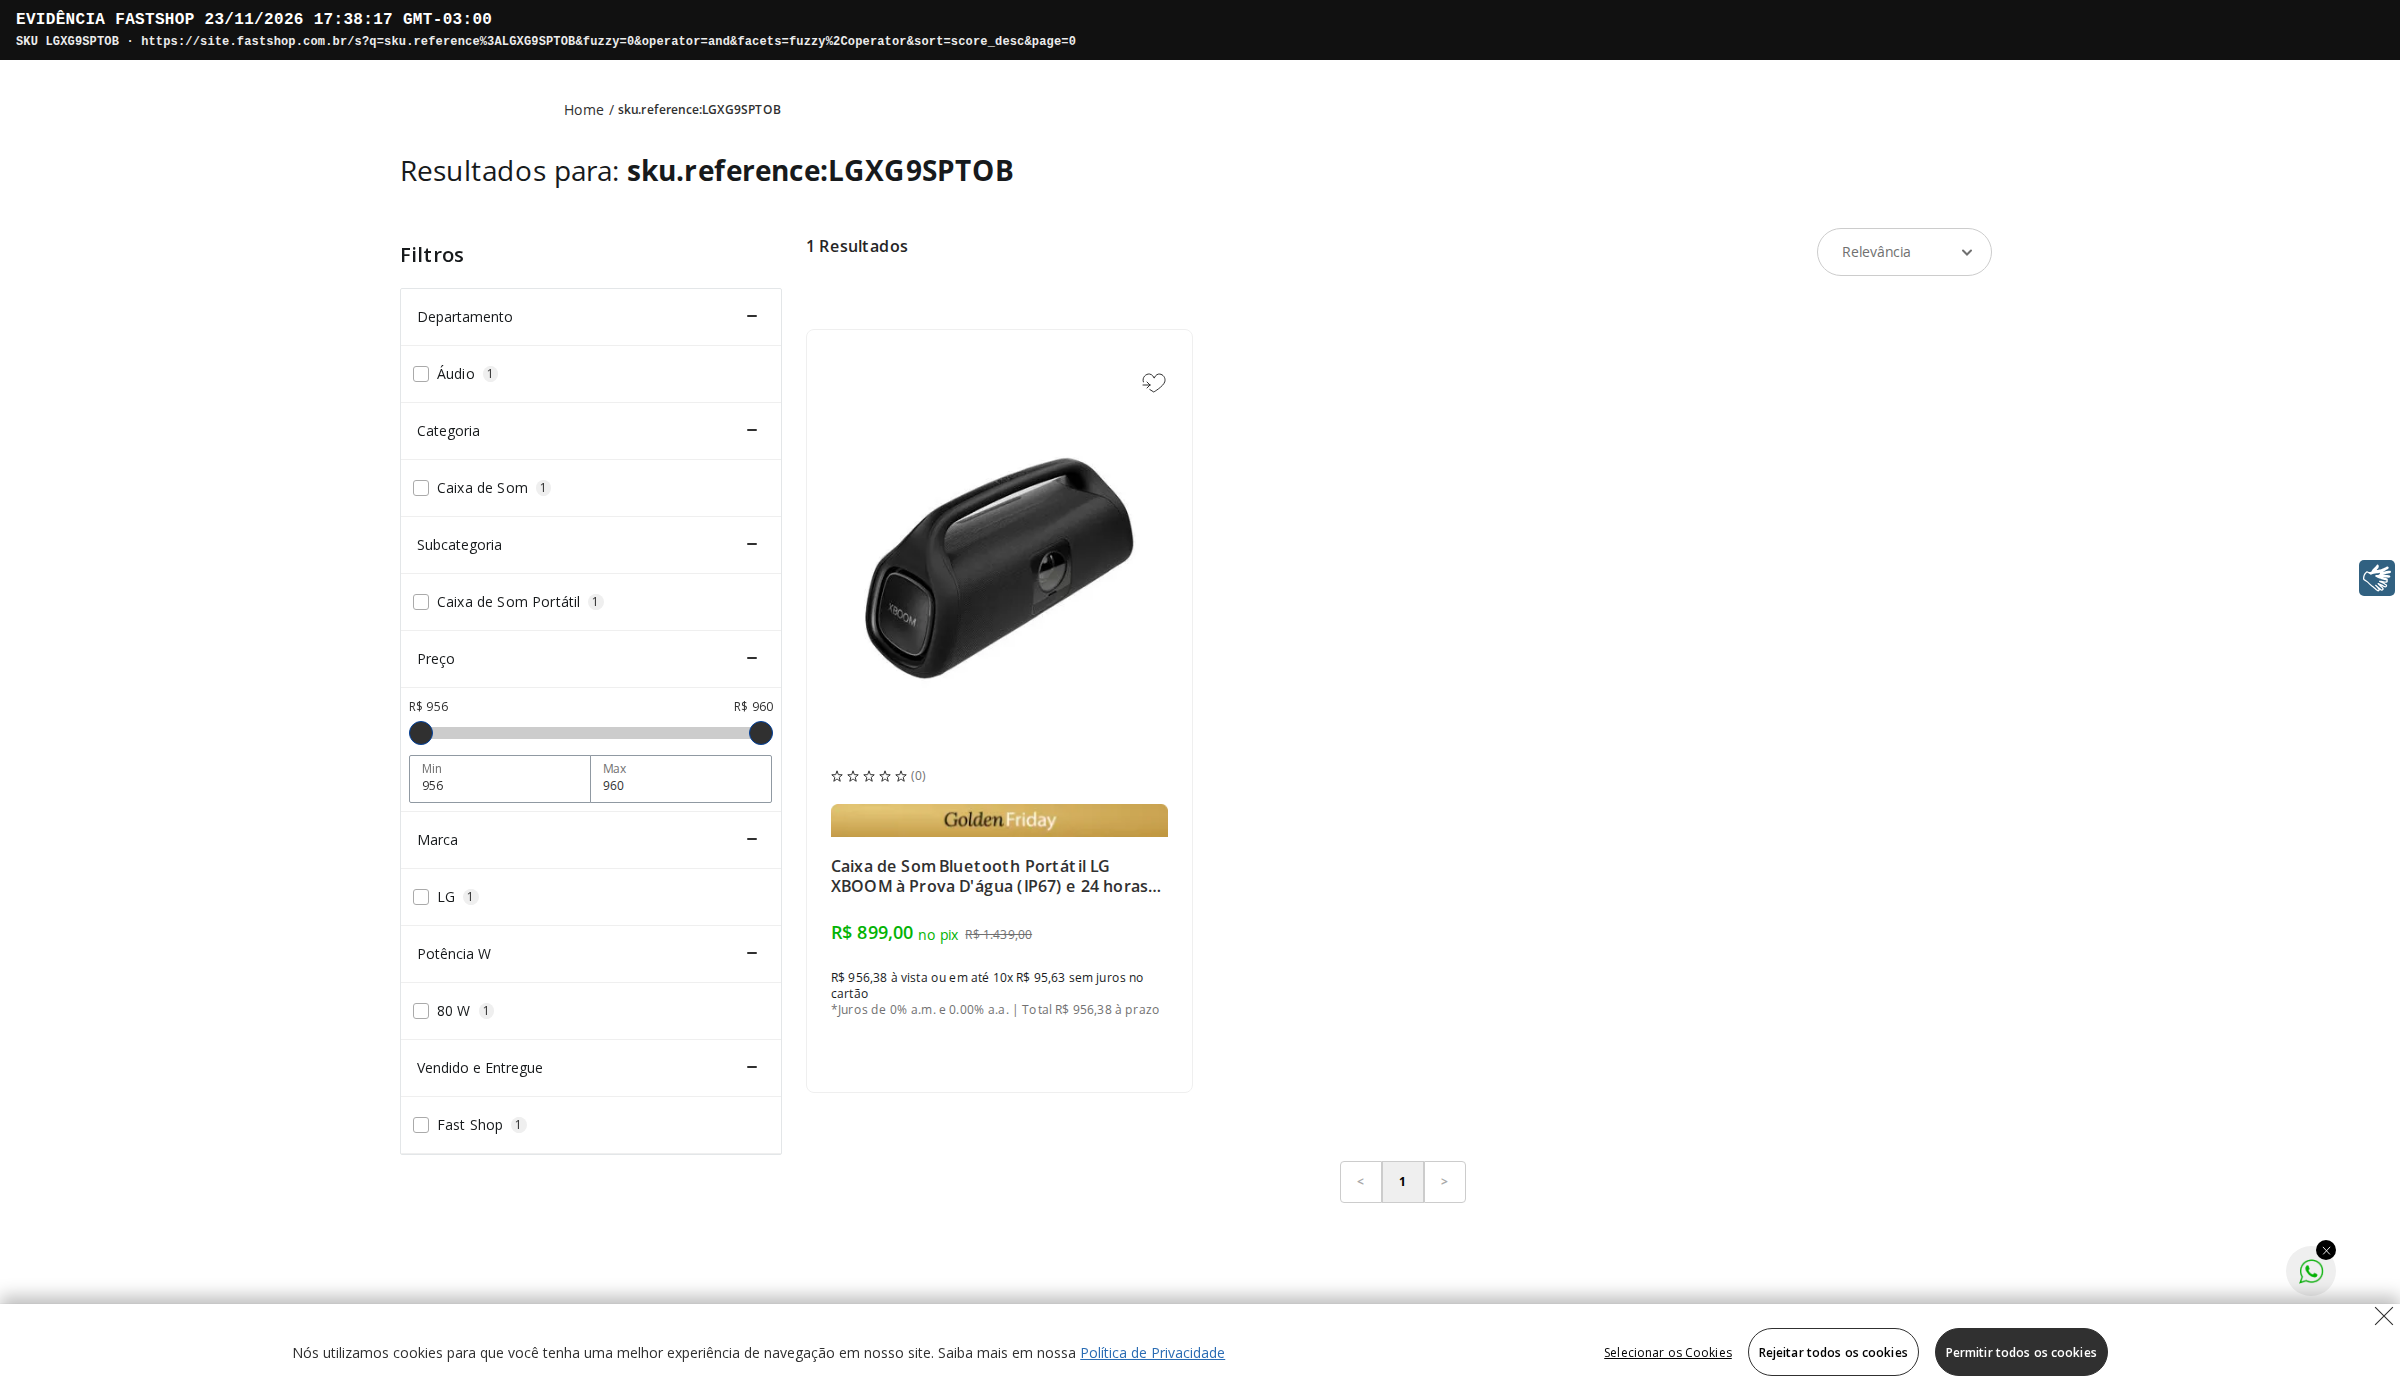 EVIDÊNCIA FASTSHOP 23/11/2026 17:38:17 GMT-03:00
SKU LGXG9SPTOB · https://site.fastshop.com.br/s?q=sku.reference%3ALGXG9SPTOB&fuzzy=0&operator=and&facets=fuzzy%2Coperator&sort=score_desc&page=0
Home / sku.reference:LGXG9SPTOB
Resultados para: sku.reference:LGXG9SPTOB
Filtros
1 Resultados
Relevância
Departamento
Áudio 1
Categoria
Caixa de Som 1
Subcategoria
Caixa de Som Portátil 1
Preço
R$ 956
R$ 960
Min
956
Max
960
Marca
LG 1
Potência W
80 W 1
Vendido e Entregue
Fast Shop 1
XBOOM
(0)
Golden Friday
Caixa de Som Bluetooth Portátil LG
XBOOM à Prova D'água (IP67) e 24 horas...
R$ 899,00 no pix R$ 1.439,00
R$ 956,38 à vista ou em até 10x R$ 95,63 sem juros no
cartão
*Juros de 0% a.m. e 0.00% a.a. | Total R$ 956,38 à prazo
< 1 >
Nós utilizamos cookies para que você tenha uma melhor experiência de navegação em nosso site. Saiba mais em nossa Política de Privacidade
Selecionar os Cookies
Rejeitar todos os cookies
Permitir todos os cookies